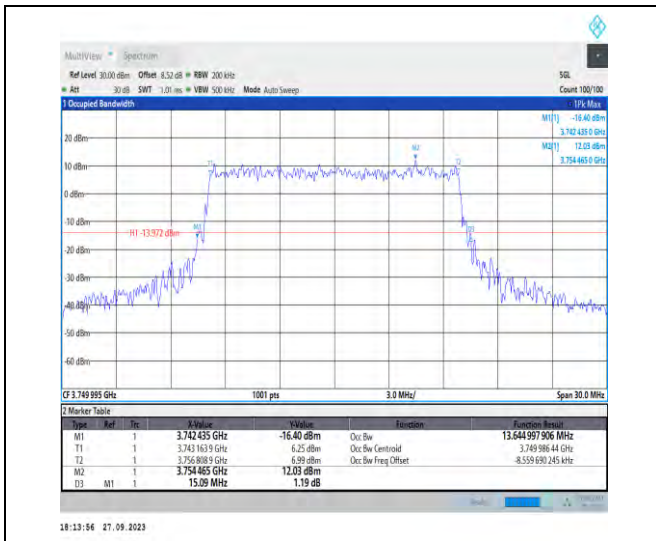 MultiView Spectrum
Ref Level 30.00 dBm Offset 8.52 dB RBW 200 kHz SGL
Att 30 dB SWT 1.01 ms VBW 500 kHz Mode Auto Sweep Count 100/100
1 Occupied Bandwidth 1Pk Max
M1[1] -16.40 dBm
3.742 435 0 GHz
M2[1] 12.03 dBm
3.754 465 0 GHz
20 dBm
M2
T1 T2
10 dBm
0 dBm
-10 dBm
H1 -13.972 dBm
-20 dBm
-30 dBm
-40 dBm
-50 dBm
-60 dBm
CF 3.749 995 GHz 1001 pts 3.0 MHz/ Span 30.0 MHz
2 Marker Table
Type Ref Trc X-Value Y-Value Function Function Result
M1 1 3.742 435 GHz -16.40 dBm Occ Bw 13.644 997 906 MHz
T1 1 3.743 163 9 GHz 6.25 dBm Occ Bw Centroid 3.749 986 44 GHz
T2 1 3.756 808 9 GHz 6.99 dBm Occ Bw Freq Offset -8.559 690 245 kHz
M2 1 3.754 465 GHz 12.03 dBm
D3 M1 1 15.09 MHz 1.19 dB
18:13:56 27.09.2023